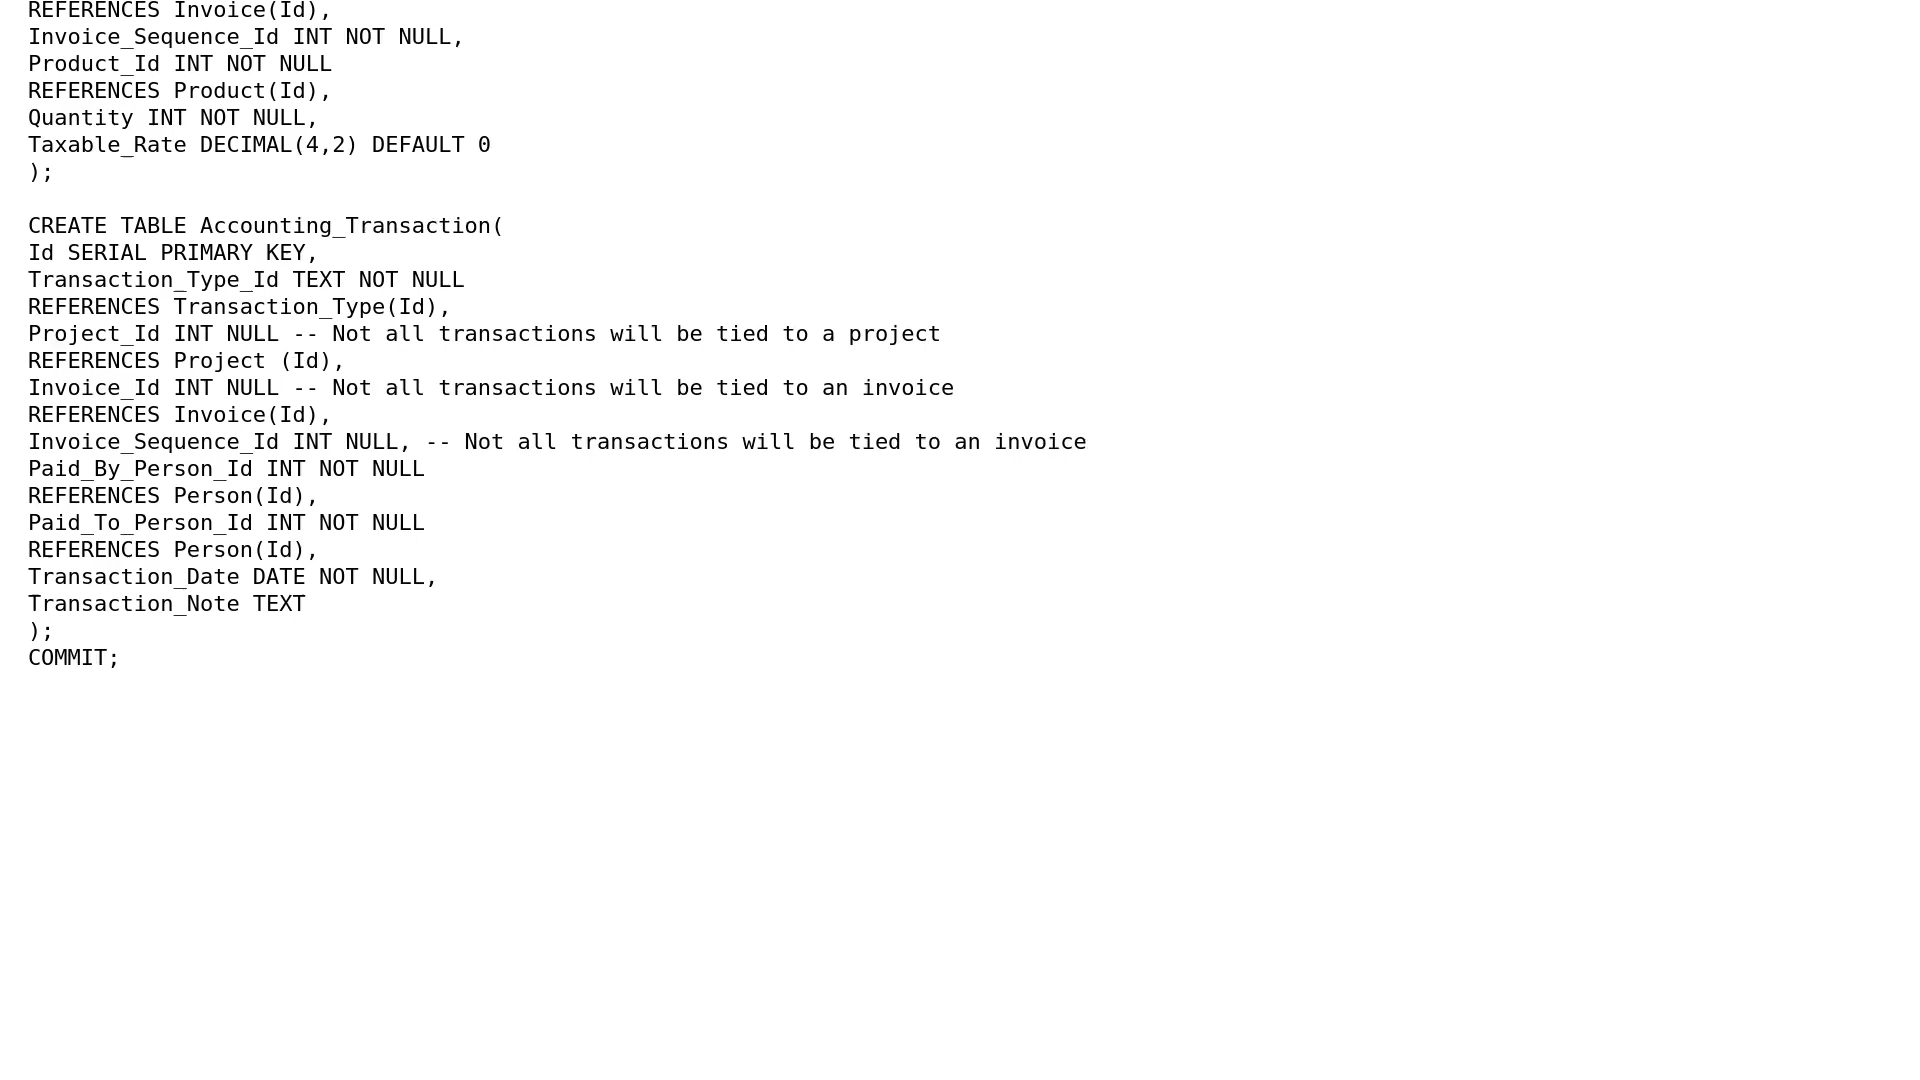 REFERENCES Invoice(Id),
Invoice_Sequence_Id INT NOT NULL,
Product_Id INT NOT NULL
REFERENCES Product(Id),
Quantity INT NOT NULL,
Taxable_Rate DECIMAL(4,2) DEFAULT 0
);

CREATE TABLE Accounting_Transaction(
Id SERIAL PRIMARY KEY,
Transaction_Type_Id TEXT NOT NULL
REFERENCES Transaction_Type(Id),
Project_Id INT NULL -- Not all transactions will be tied to a project
REFERENCES Project (Id),
Invoice_Id INT NULL -- Not all transactions will be tied to an invoice
REFERENCES Invoice(Id),
Invoice_Sequence_Id INT NULL, -- Not all transactions will be tied to an invoice
Paid_By_Person_Id INT NOT NULL
REFERENCES Person(Id),
Paid_To_Person_Id INT NOT NULL
REFERENCES Person(Id),
Transaction_Date DATE NOT NULL,
Transaction_Note TEXT
);
COMMIT;